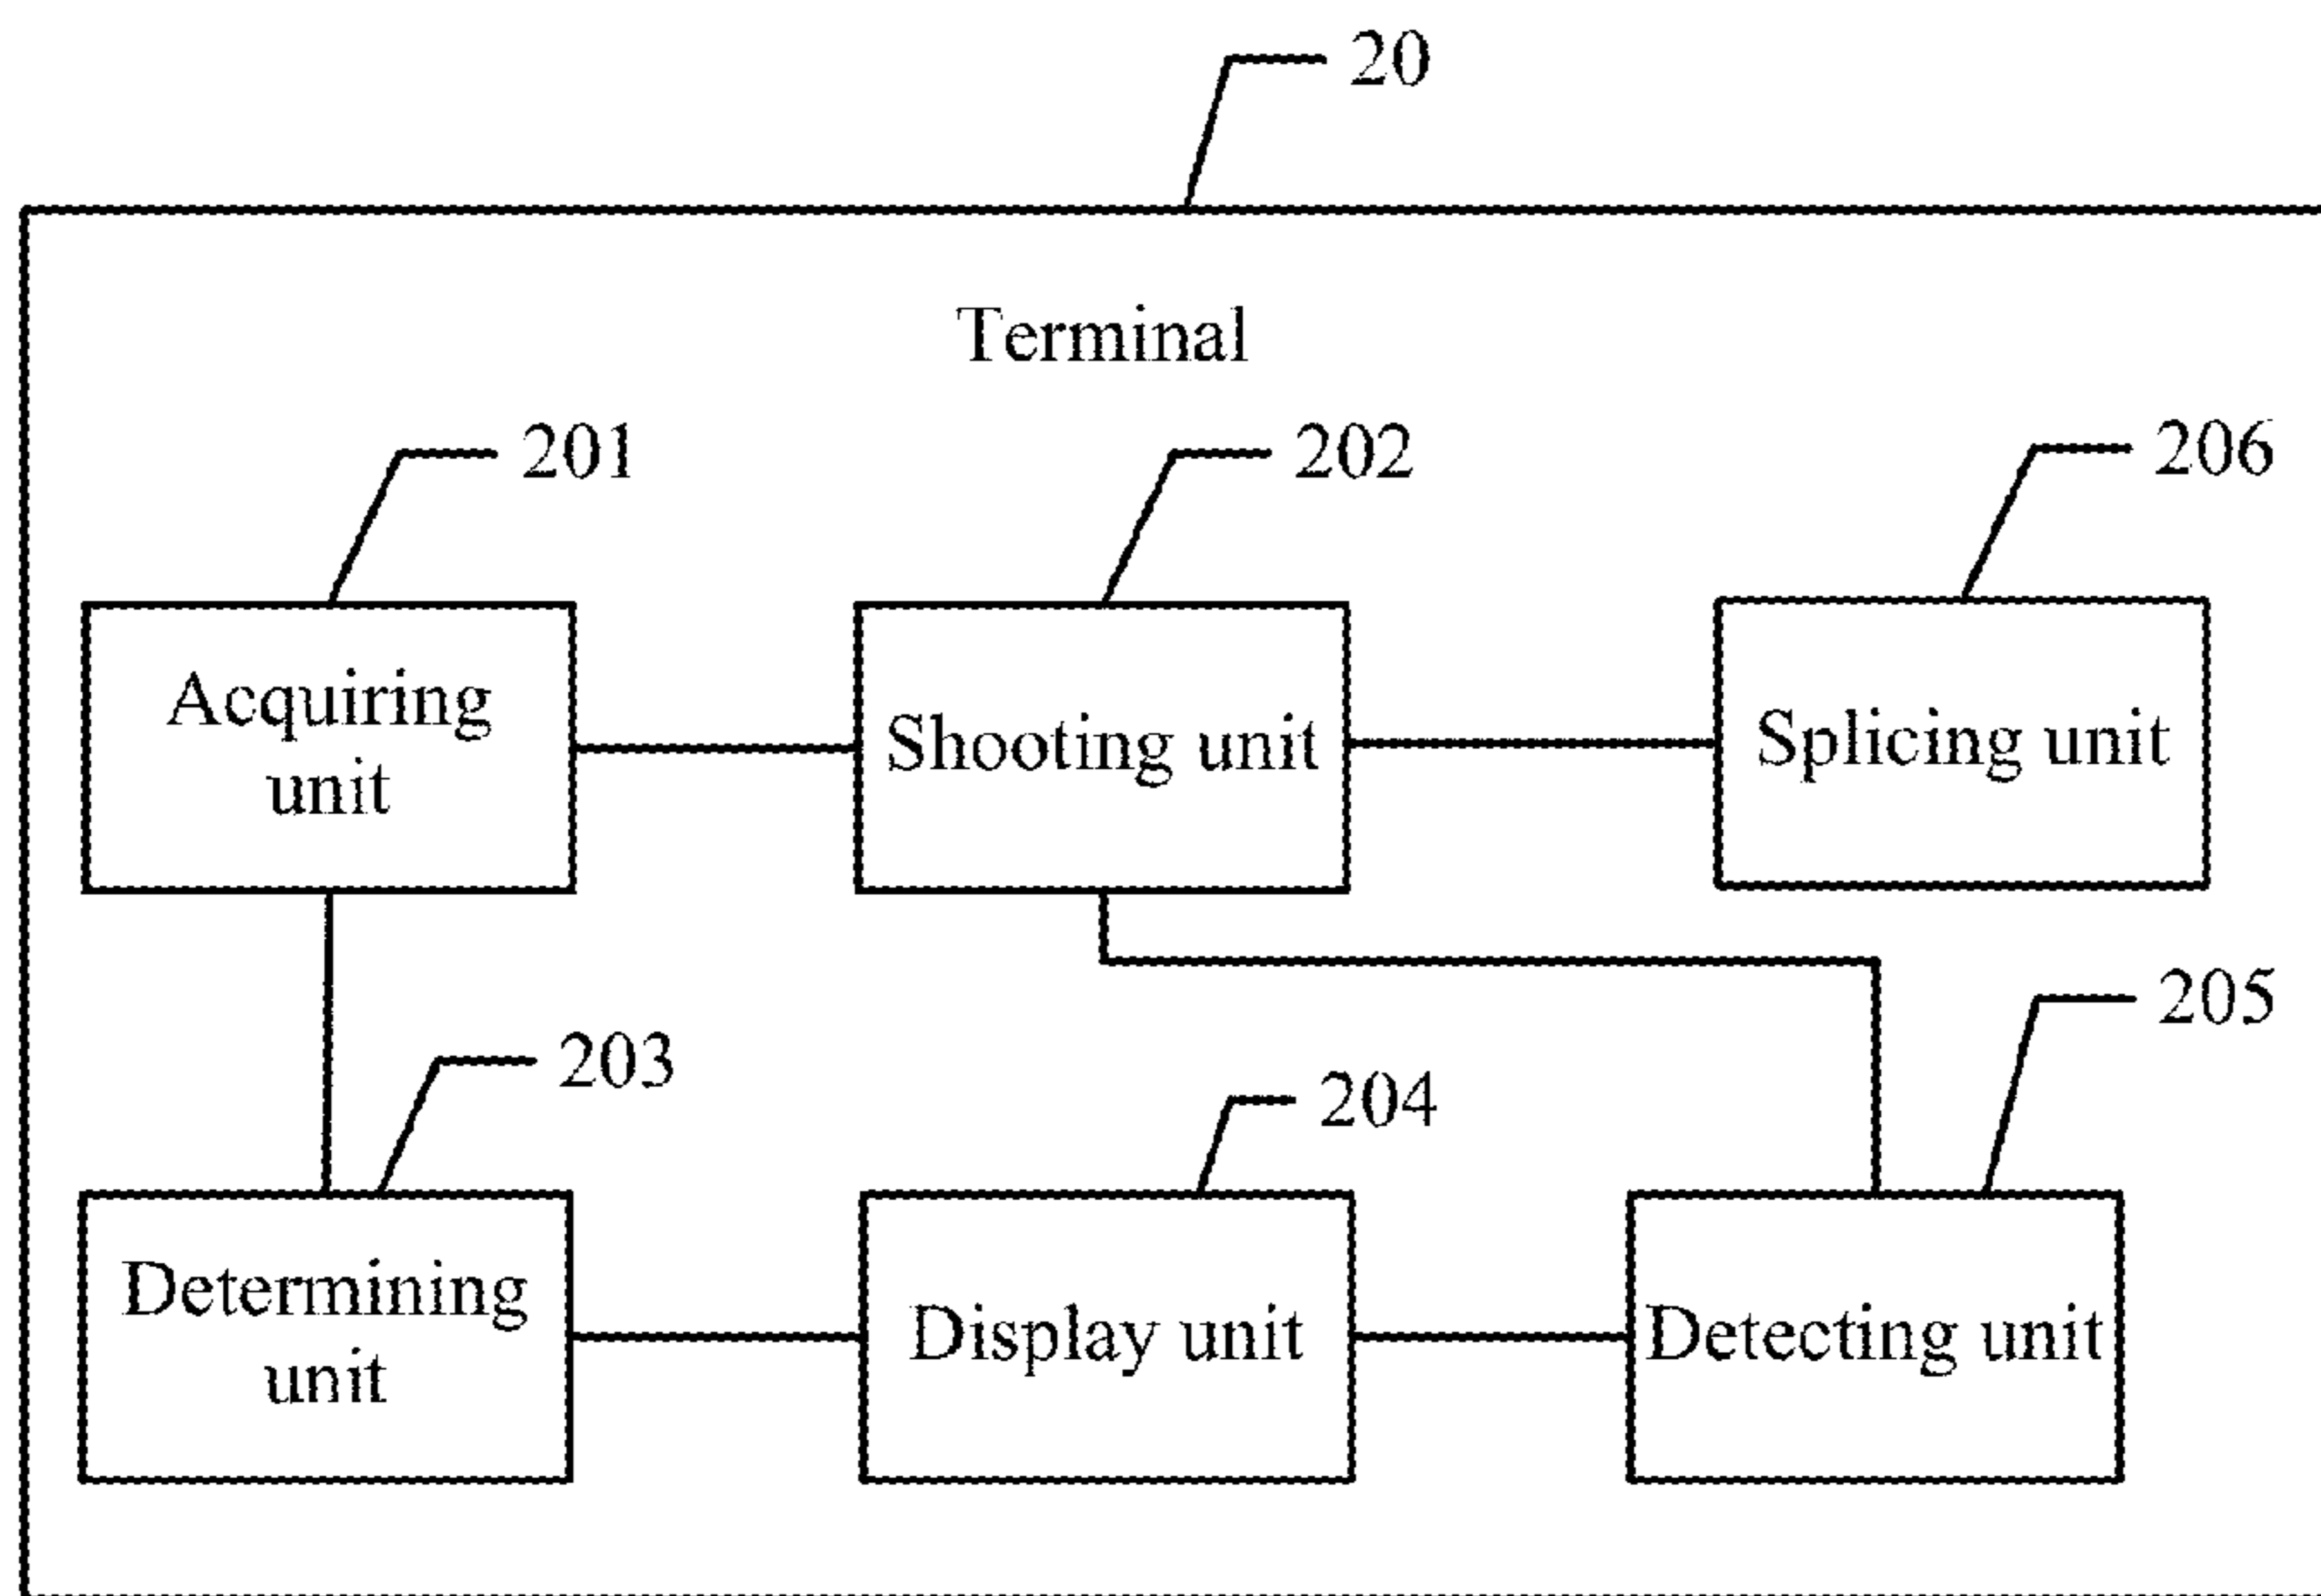 20
Terminal
201
202
206
Acquiring
unit
Shooting unit
Splicing unit
205
203
204
Determining
unit
Display unit
Detecting unit